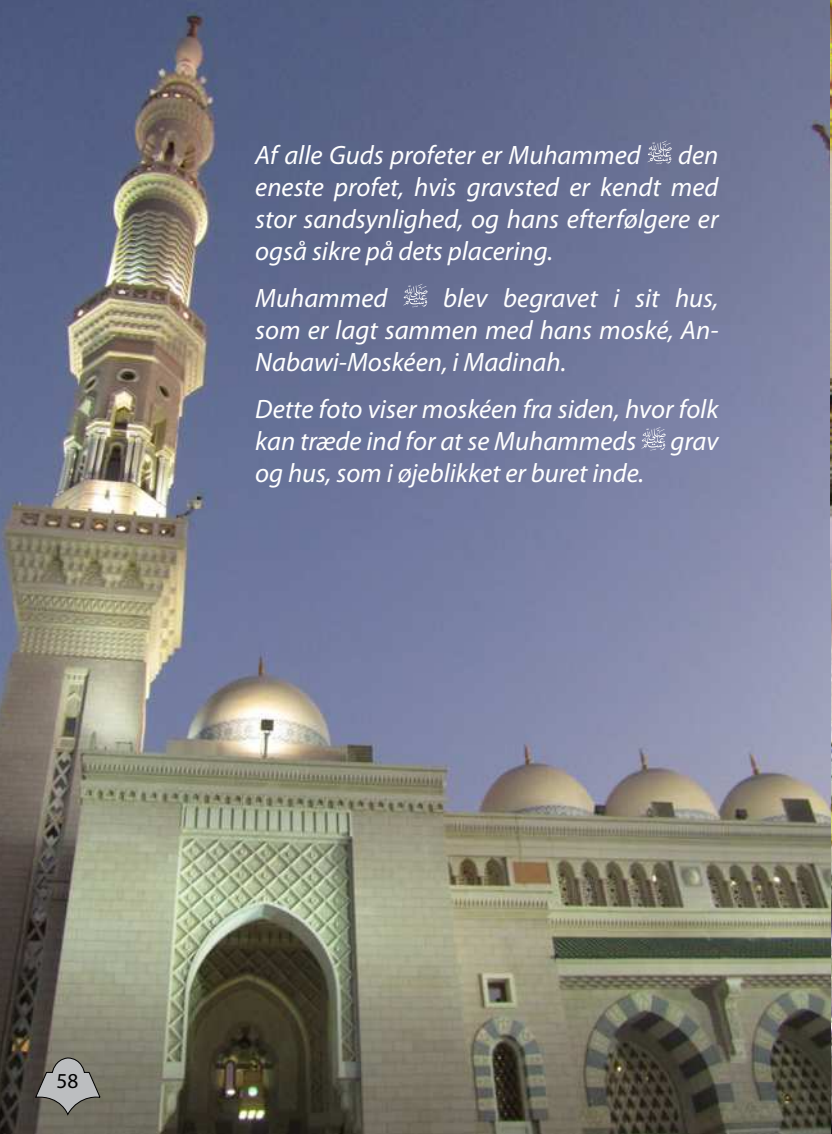 Af alle Guds profeter er Muhammed ﷺ den
eneste profet, hvis gravsted er kendt med
stor sandsynlighed, og hans efterfølgere er
også sikre på dets placering.
Muhammed ﷺ blev begravet i sit hus,
som er lagt sammen med hans moské, An-
Nabawi-Moskéen, i Madinah.
Dette foto viser moskéen fra siden, hvor folk
kan træde ind for at se Muhammeds ﷺ grav
og hus, som i øjeblikket er buret inde.
58